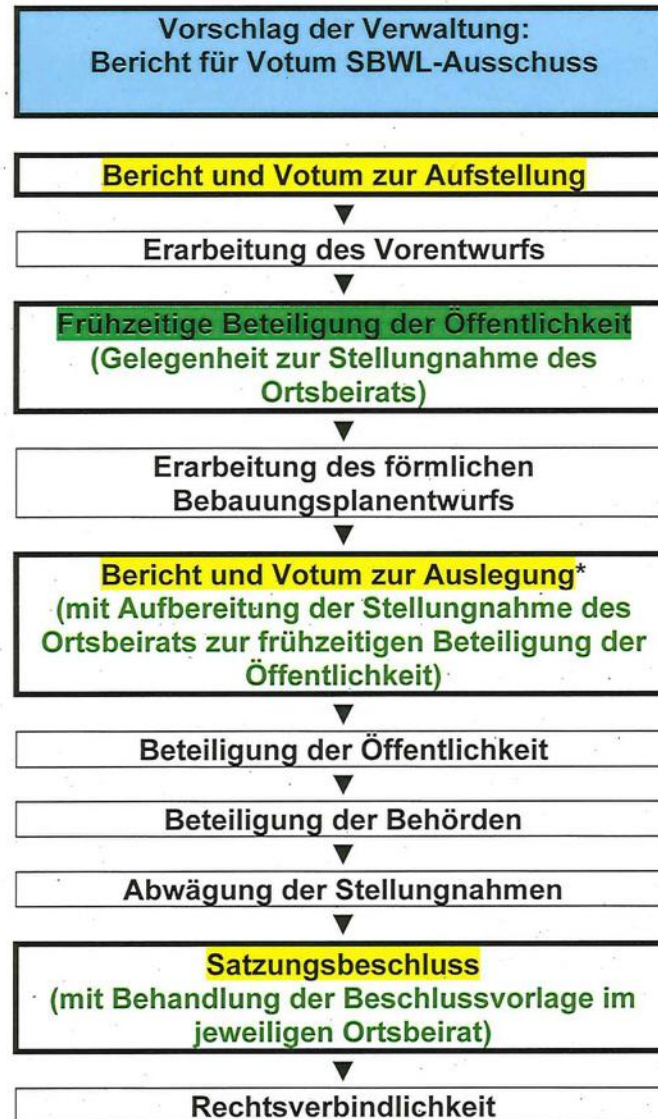 Vorschlag der Verwaltung:
Bericht für Votum SBWL-Ausschuss
Bericht und Votum zur Aufstellung
▼
Erarbeitung des Vorentwurfs
▼
Frühzeitige Beteiligung der Öffentlichkeit
(Gelegenheit zur Stellungnahme des
Ortsbeirats)
▼
Erarbeitung des förmlichen
Bebauungsplanentwurfs
▼
Bericht und Votum zur Auslegung*
(mit Aufbereitung der Stellungnahme des
Ortsbeirats zur frühzeitigen Beteiligung der
Öffentlichkeit)
▼
Beteiligung der Öffentlichkeit
▼
Beteiligung der Behörden
▼
Abwägung der Stellungnahmen
▼
Satzungsbeschluss
(mit Behandlung der Beschlussvorlage im
jeweiligen Ortsbeirat)
▼
Rechtsverbindlichkeit